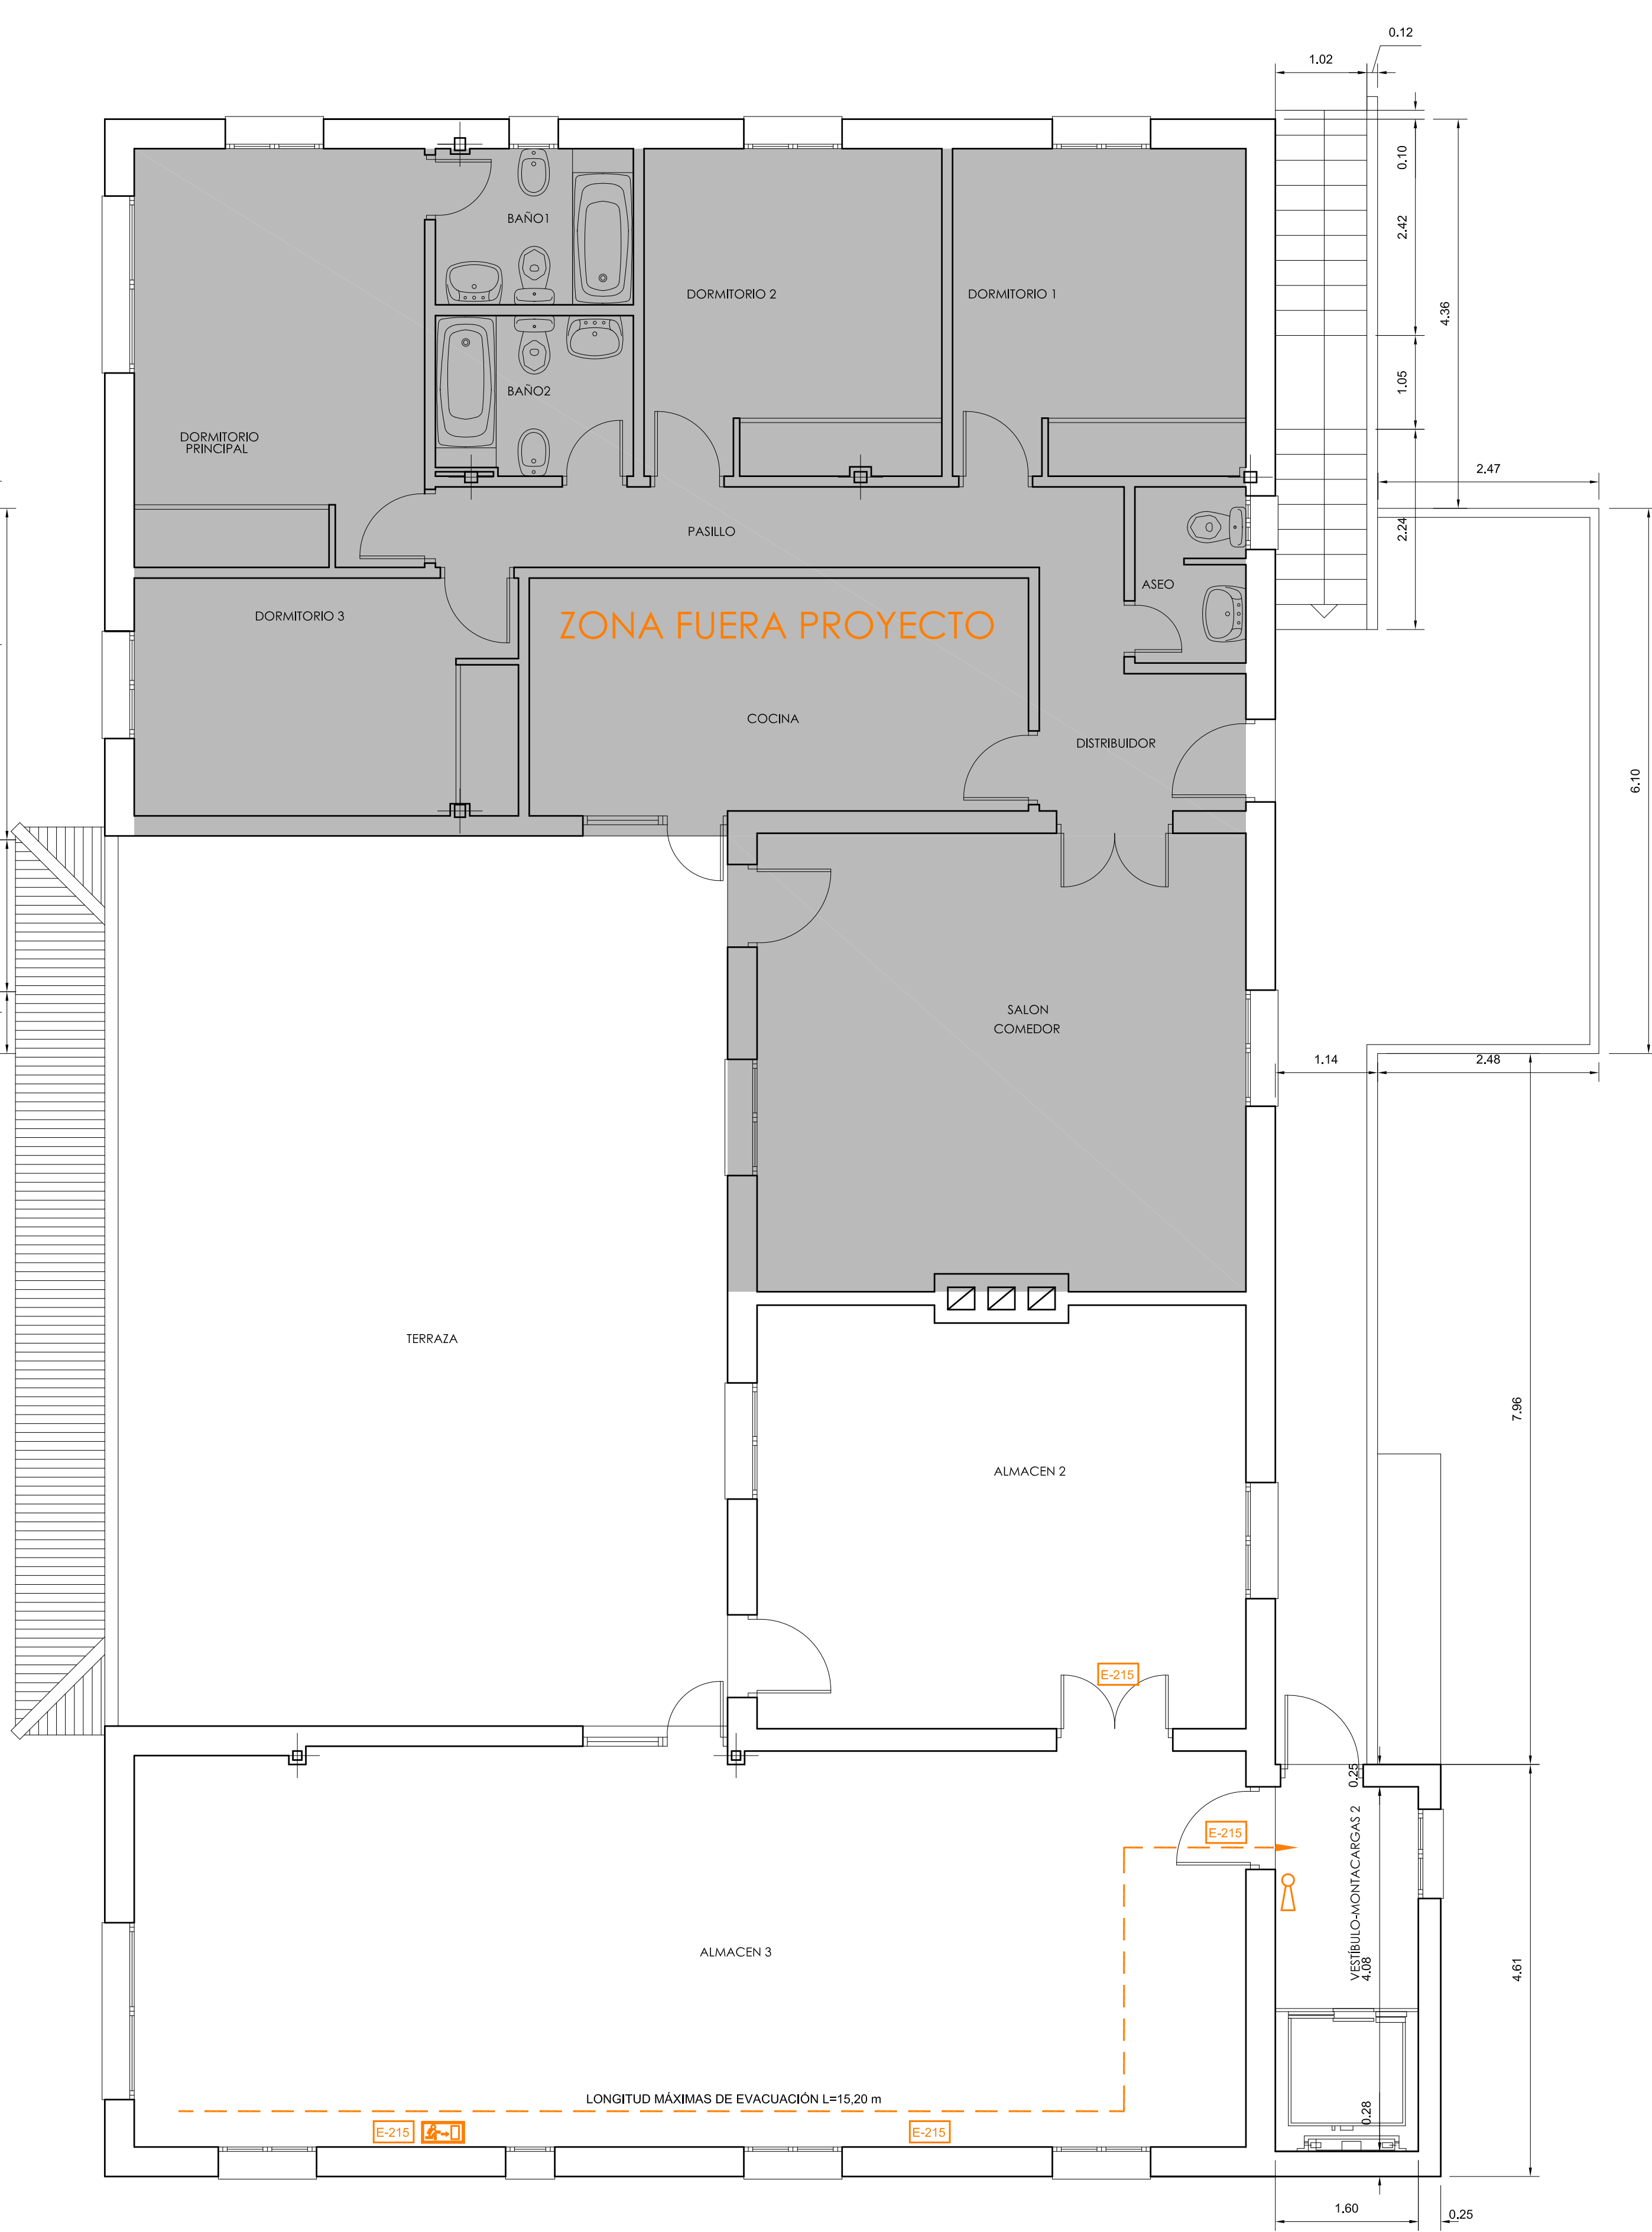 0.12
1.02
0.10
BAÑO1
2.42
DORMITORIO 2
DORMITORIO 1
4.36
1.05
BAÑO2
DORMITORIO
PRINCIPAL
2.47
PASILLO
2.24
ASEO
DORMITORIO 3
ZONA FUERA PROYECTO
COCINA
DISTRIBUIDOR
6.10
SALON
COMEDOR
1.14
2.48
TERRAZA
7.96
ALMACEN 2
E-215
0.25
E-215
VESTÍBULO-MONTACARGAS 2
ALMACEN 3
4.08
4.61
LONGITUD MÁXIMAS DE EVACUACIÓN L=15,20 m
0.28
E-215
E-215
1.60
0.25